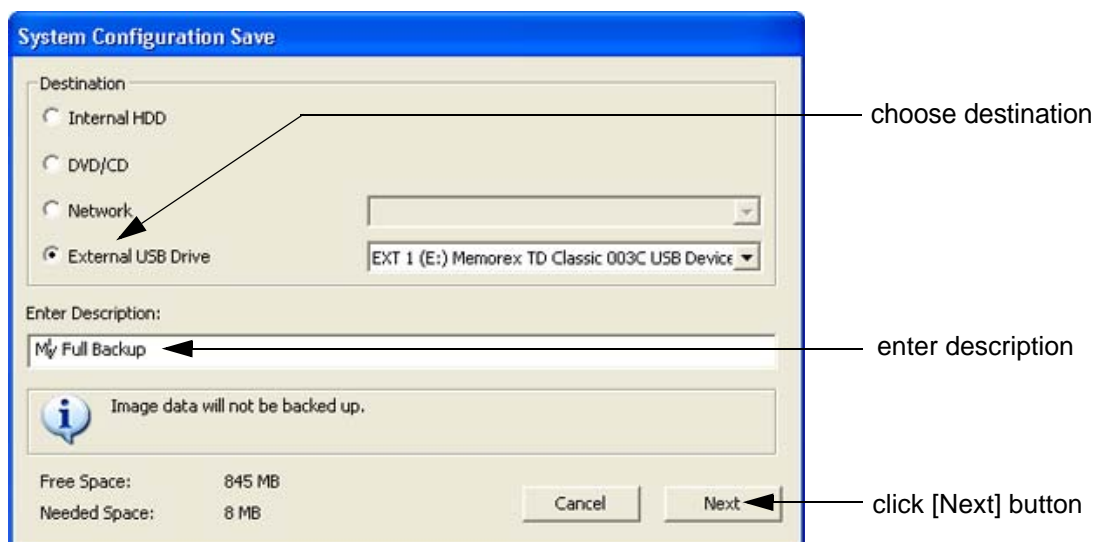 System Configuration Save
Destination
Internal HDD
choose destination
DVD/CD
Network
External USB Drive
EXT 1 (E:) Memorex TD Classic 003C USB Device
Enter Description:
My Full Backup
enter description
Image data will not be backed up.
Free Space: 845 MB
Needed Space: 8 MB
Cancel
Next
click [Next] button